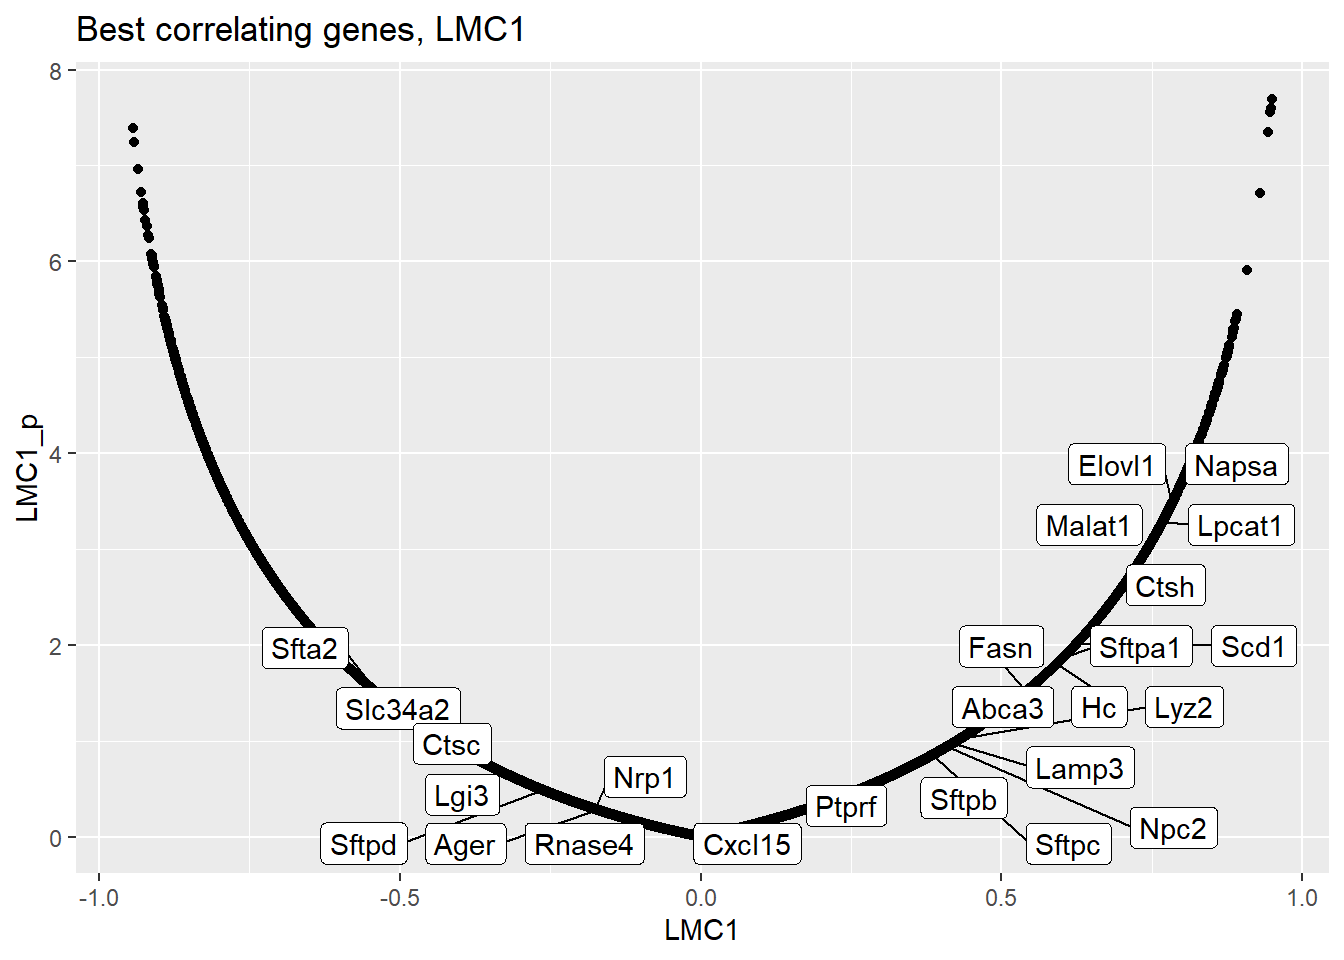 Best correlating genes, LMC1
8
6
4
2
0
LMC1_p
Elovl1
Napsa
Malat1
Lpcat1
Ctsh
Sfta2
Fasn
Sftpa1
Scd1
Slc34a2
Abca3
Hc
Lyz2
Ctsc
Lamp3
Nrp1
Lgi3
Sftpb
Ptprf
Npc2
Sftpd
Ager
Rnase4
Cxcl15
Sftpc
-1.0
-0.5
0.0
0.5
1.0
LMC1